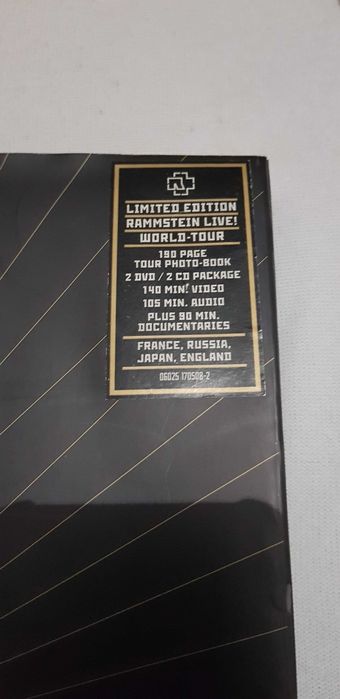 LIMITED EDITION
RAMMSTEIN LIVE!
WORLD-TOUR
190 PAGE
TOUR PHOTO-BOOK
2 DVD / 2 CD PACKAGE
140 MIN. VIDEO
105 MIN. AUDIO
PLUS 90 MIN.
DOCUMENTARIES
FRANCE, RUSSIA,
JAPAN, ENGLAND
06025 170508-2